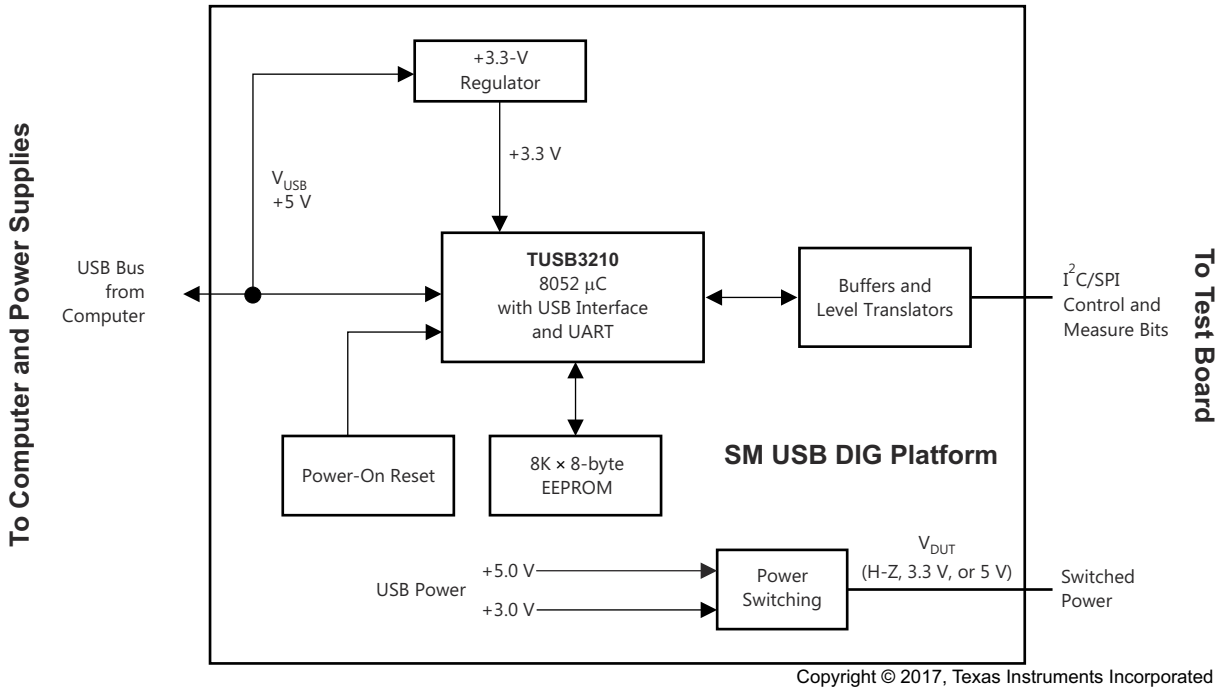 To Computer and Power Supplies
+3.3-V
Regulator
+3.3 V
V_USB
+5 V
USB Bus
from
Computer
TUSB3210
8052 μC
with USB Interface
and UART
Buffers and
Level Translators
I²C/SPI
Control and
Measure Bits
To Test Board
Power-On Reset
8K × 8-byte
EEPROM
SM USB DIG Platform
USB Power
+5.0 V
+3.0 V
Power
Switching
V_DUT
(H-Z, 3.3 V, or 5 V)
Switched
Power
Copyright © 2017, Texas Instruments Incorporated